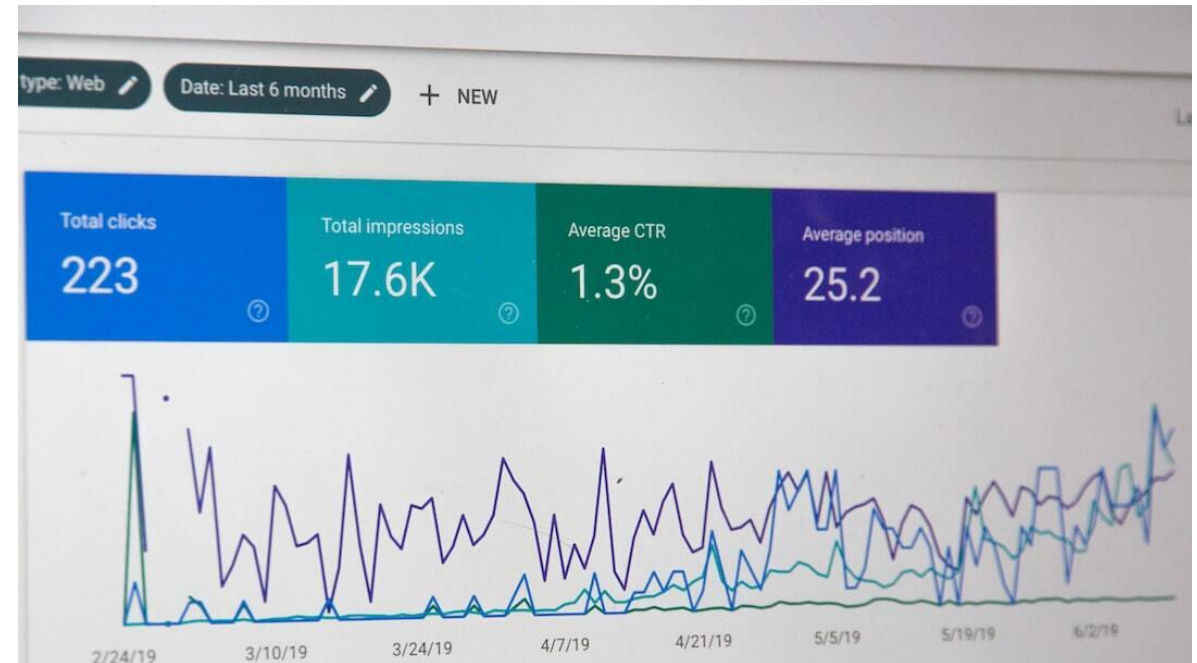 type: Web
Date: Last 6 months
+ NEW
Total clicks
Total impressions
Average CTR
Average position
223
17.6K
1.3%
25.2
2/24/19
3/10/19
3/24/19
4/7/19
4/21/19
5/5/19
5/19/19
6/2/19